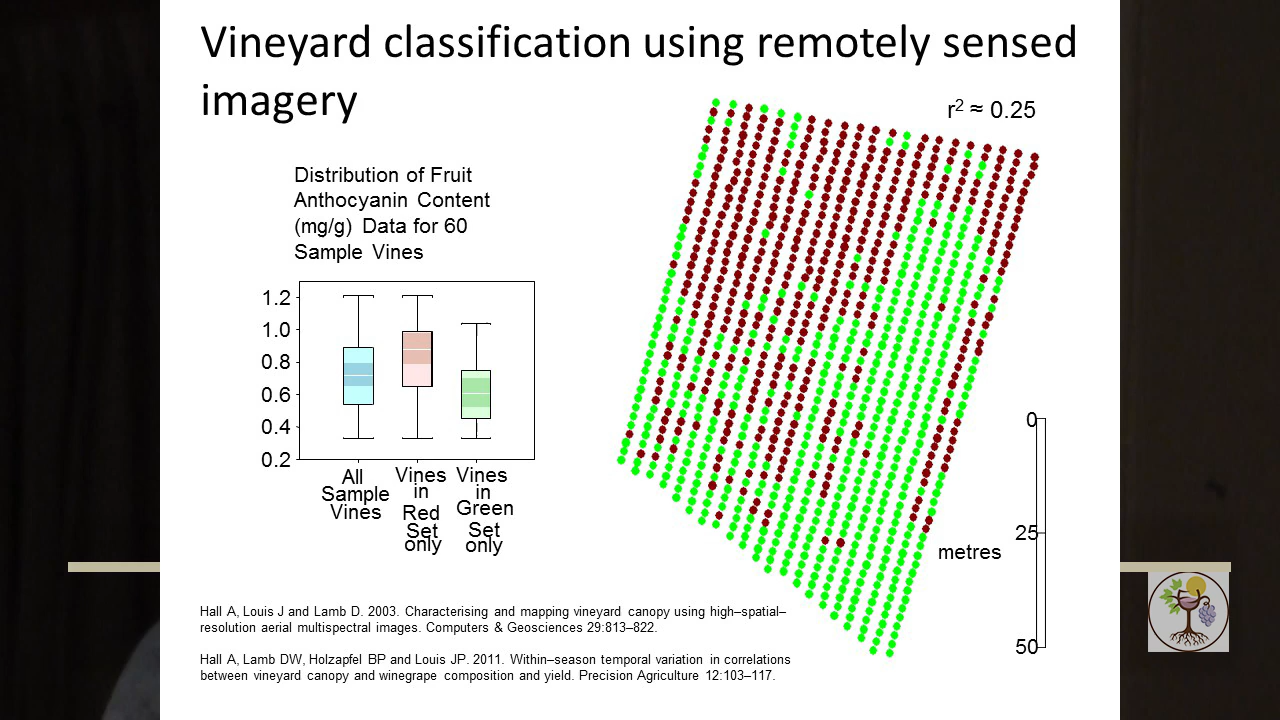 Vineyard classification using remotely sensed
imagery
r² ≈ 0.25
Distribution of Fruit
Anthocyanin Content
(mg/g) Data for 60
Sample Vines
1.2
1.0
0.8
0.6
0.4
0.2
All
Sample
Vines
Vines
in
Red
Set
only
Vines
in
Green
Set
only
0
25
metres
50
Hall A, Louis J and Lamb D. 2003. Characterising and mapping vineyard canopy using high–spatial–
resolution aerial multispectral images. Computers & Geosciences 29:813–822.
Hall A, Lamb DW, Holzapfel BP and Louis JP. 2011. Within–season temporal variation in correlations
between vineyard canopy and winegrape composition and yield. Precision Agriculture 12:103–117.